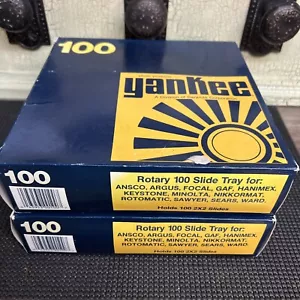 100
yankee
100
Rotary 100 Slide Tray for:
ANSCO, ARGUS, FOCAL, GAF, HANIMEX,
KEYSTONE, MINOLTA, NIKKORMAT,
ROTOMATIC, SAWYER, SEARS, WARD.
Holds 100 2X2 Slides
100
Rotary 100 Slide Tray for:
ANSCO, ARGUS, FOCAL, GAF, HANIMEX,
KEYSTONE, MINOLTA, NIKKORMAT,
ROTOMATIC, SAWYER, SEARS, WARD.
Holds 100 2X2 Slides